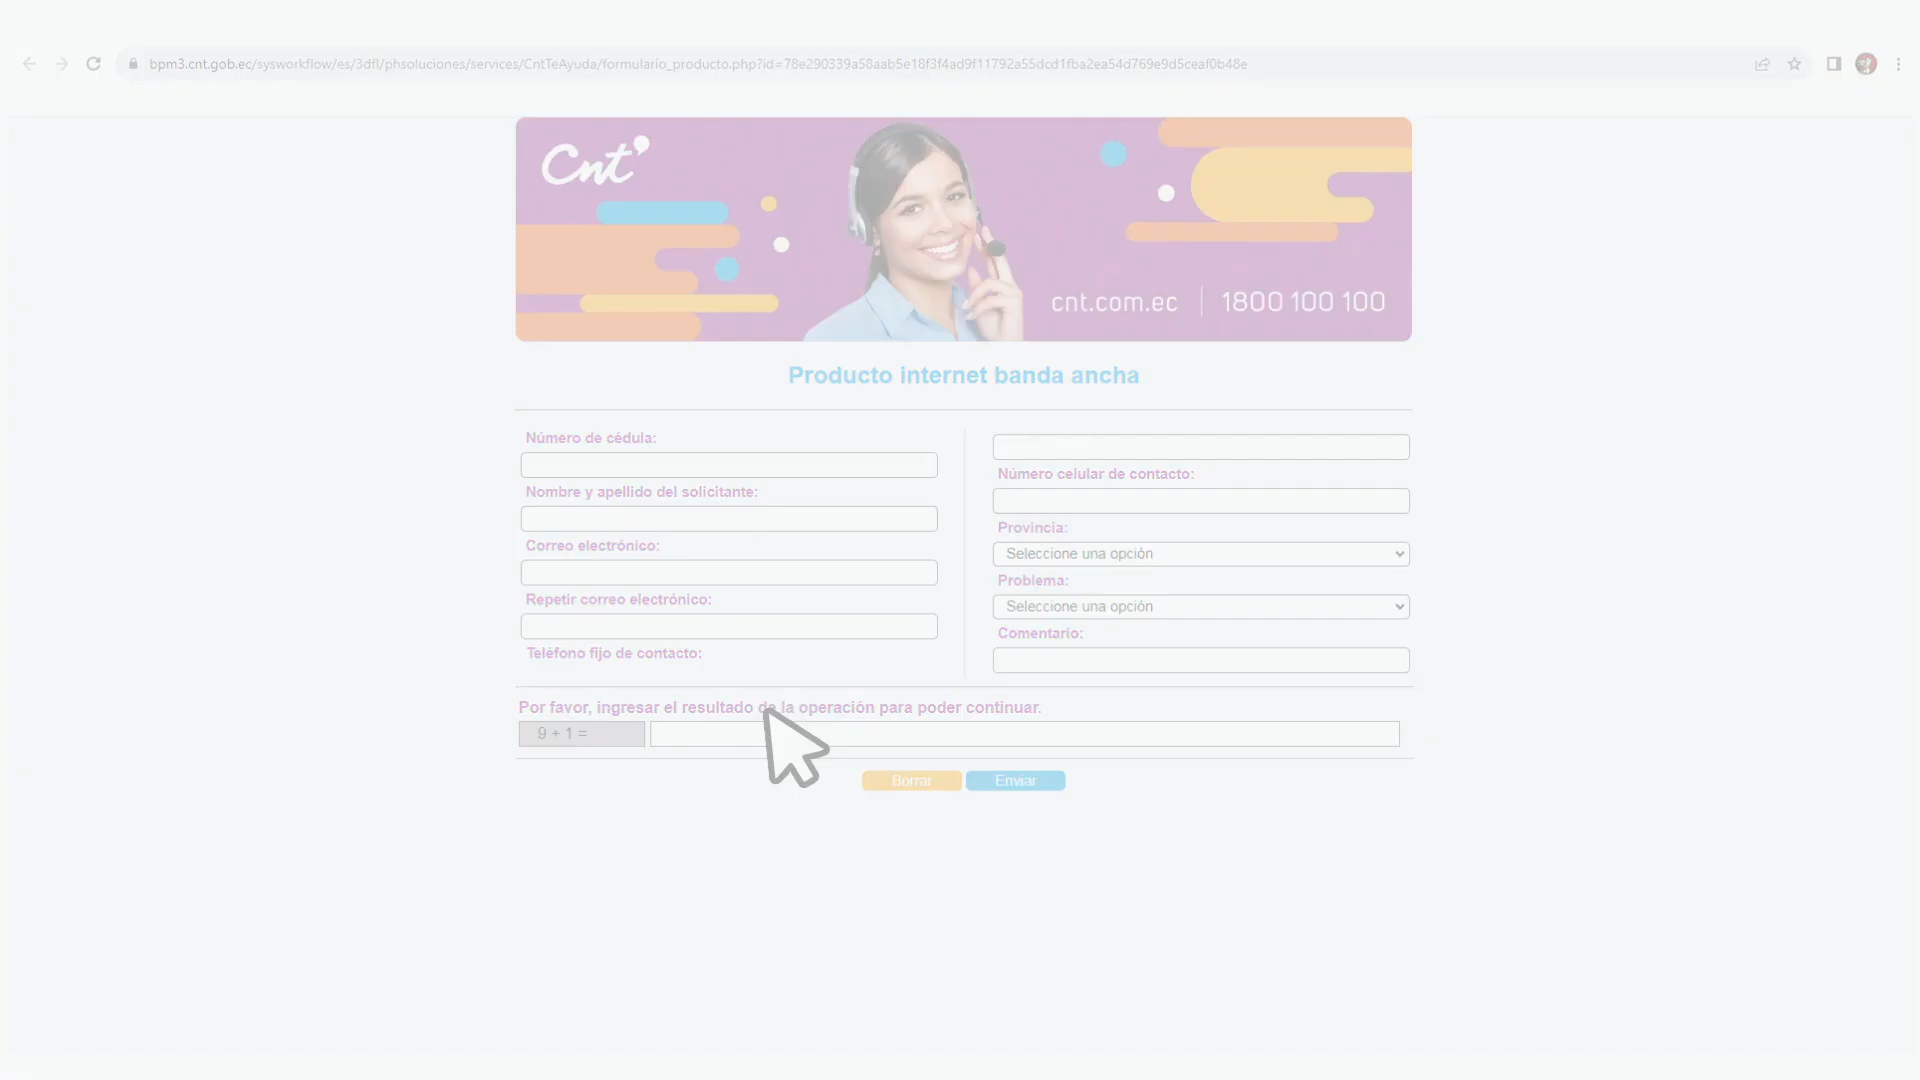 bpm3.cnt.gob.ec/sysworkflow/es/3dfl/phsoluciones/services/CntTeAyuda/formulario_producto.php?id=78e290339a58aab5e18f3f4ad9f11792a55dcd1fba2ea54d769e9d5ceaf0b48e
Cnt
cnt.com.ec | 1800 100 100
Producto internet banda ancha
Número de cédula:
Nombre y apellido del solicitante:
Correo electrónico:
Repetir correo electrónico:
Teléfono fijo de contacto:
Número celular de contacto:
Provincia:
Seleccione una opción
Problema:
Seleccione una opción
Comentario:
Por favor, ingresar el resultado de la operación para poder continuar.
9 + 1 =
Borrar Enviar